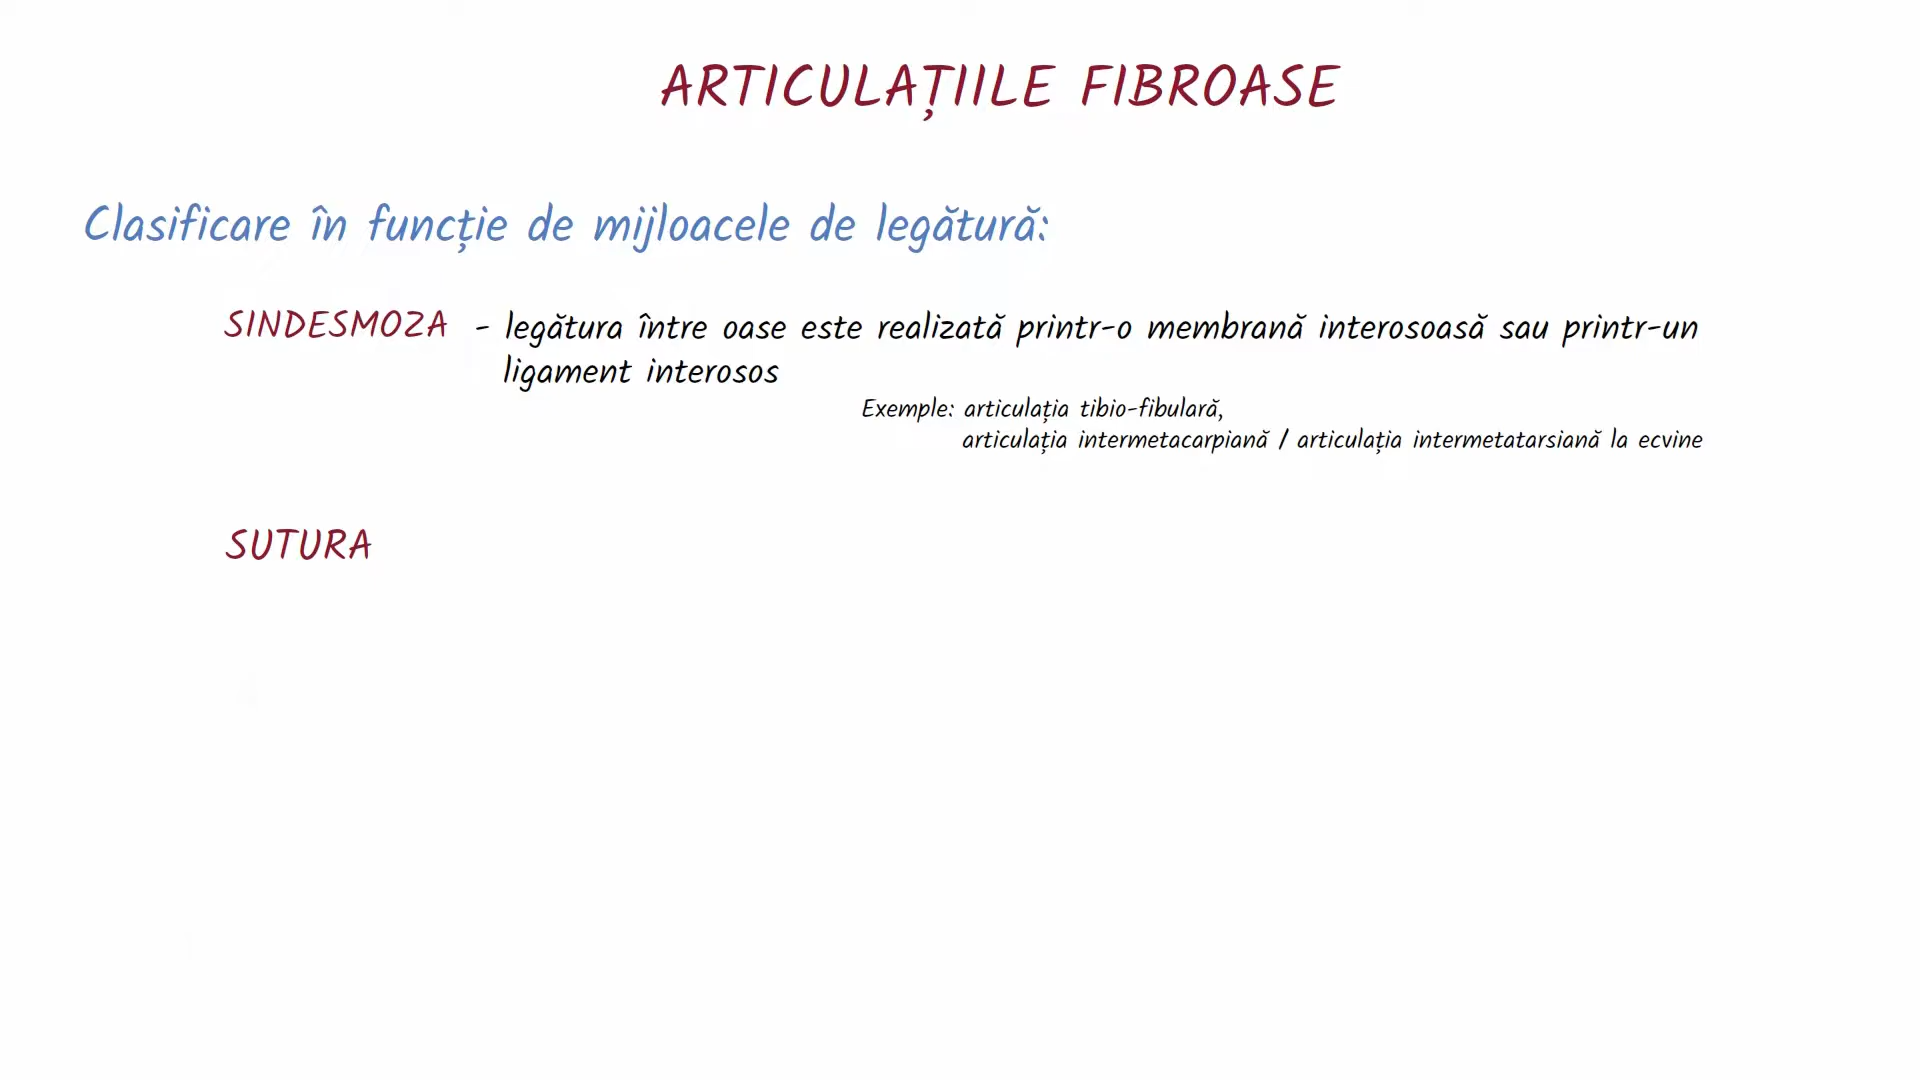 ARTICULAȚIILE FIBROASE
Clasificare în funcție de mijloacele de legătură:
SINDESMOZA - legătura între oase este realizată printr-o membrană interosoasă sau printr-un
ligament interosos
Exemple: articulația tibio-fibulară,
articulația intermetacarpiană / articulația intermetatarsiană la ecvine
SUTURA